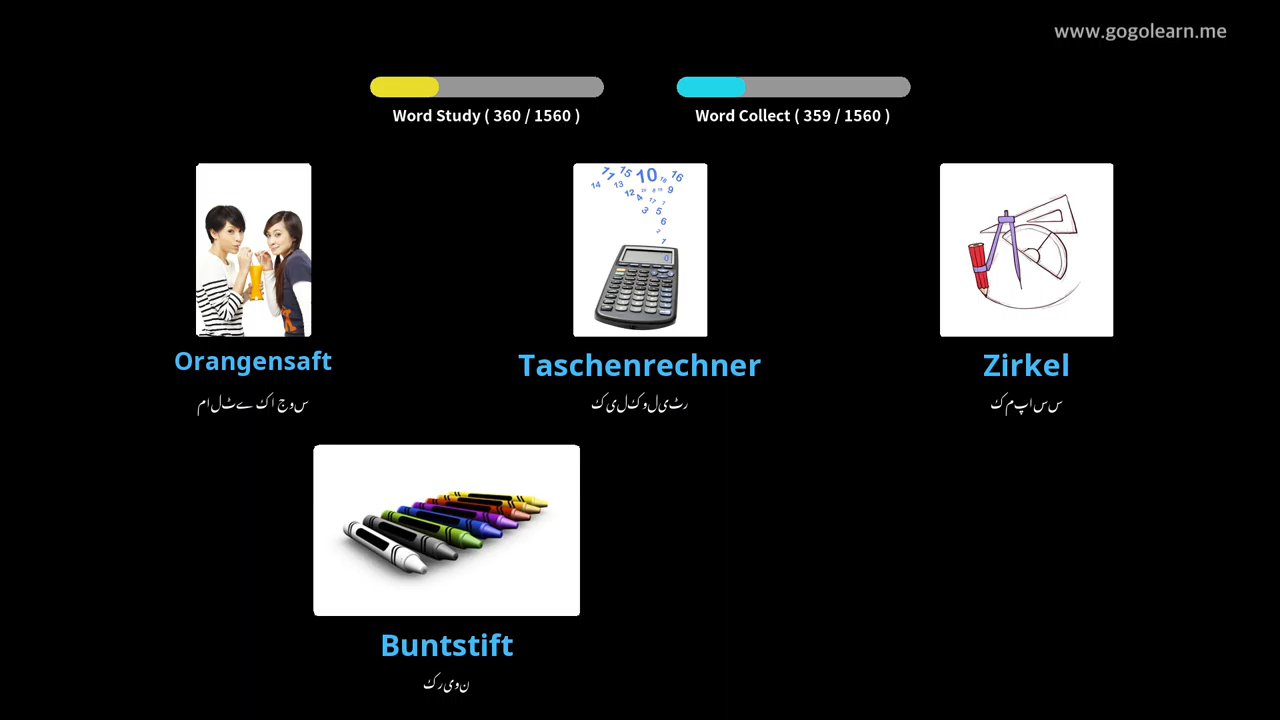 www.gogolearn.me
Word Study ( 360 / 1560 )
Word Collect ( 359 / 1560 )
Orangensaft
مالٹے کا جوس
Taschenrechner
کیلکولیٹر
Zirkel
کمپاسس
Buntstift
کریون